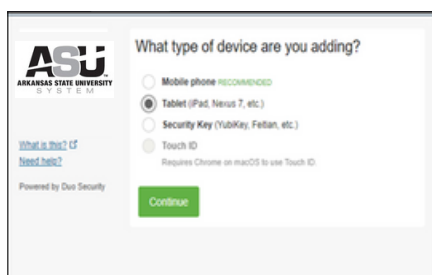 ASU
ARKANSAS STATE UNIVERSITY
SYSTEM
What is this?
Need help?
Powered by Duo Security
What type of device are you adding?
Mobile phone RECOMMENDED
Tablet (iPad, Nexus 7, etc.)
Security Key (YubiKey, Feitian, etc.)
Touch ID
Requires Chrome on macOS to use Touch ID.
Continue